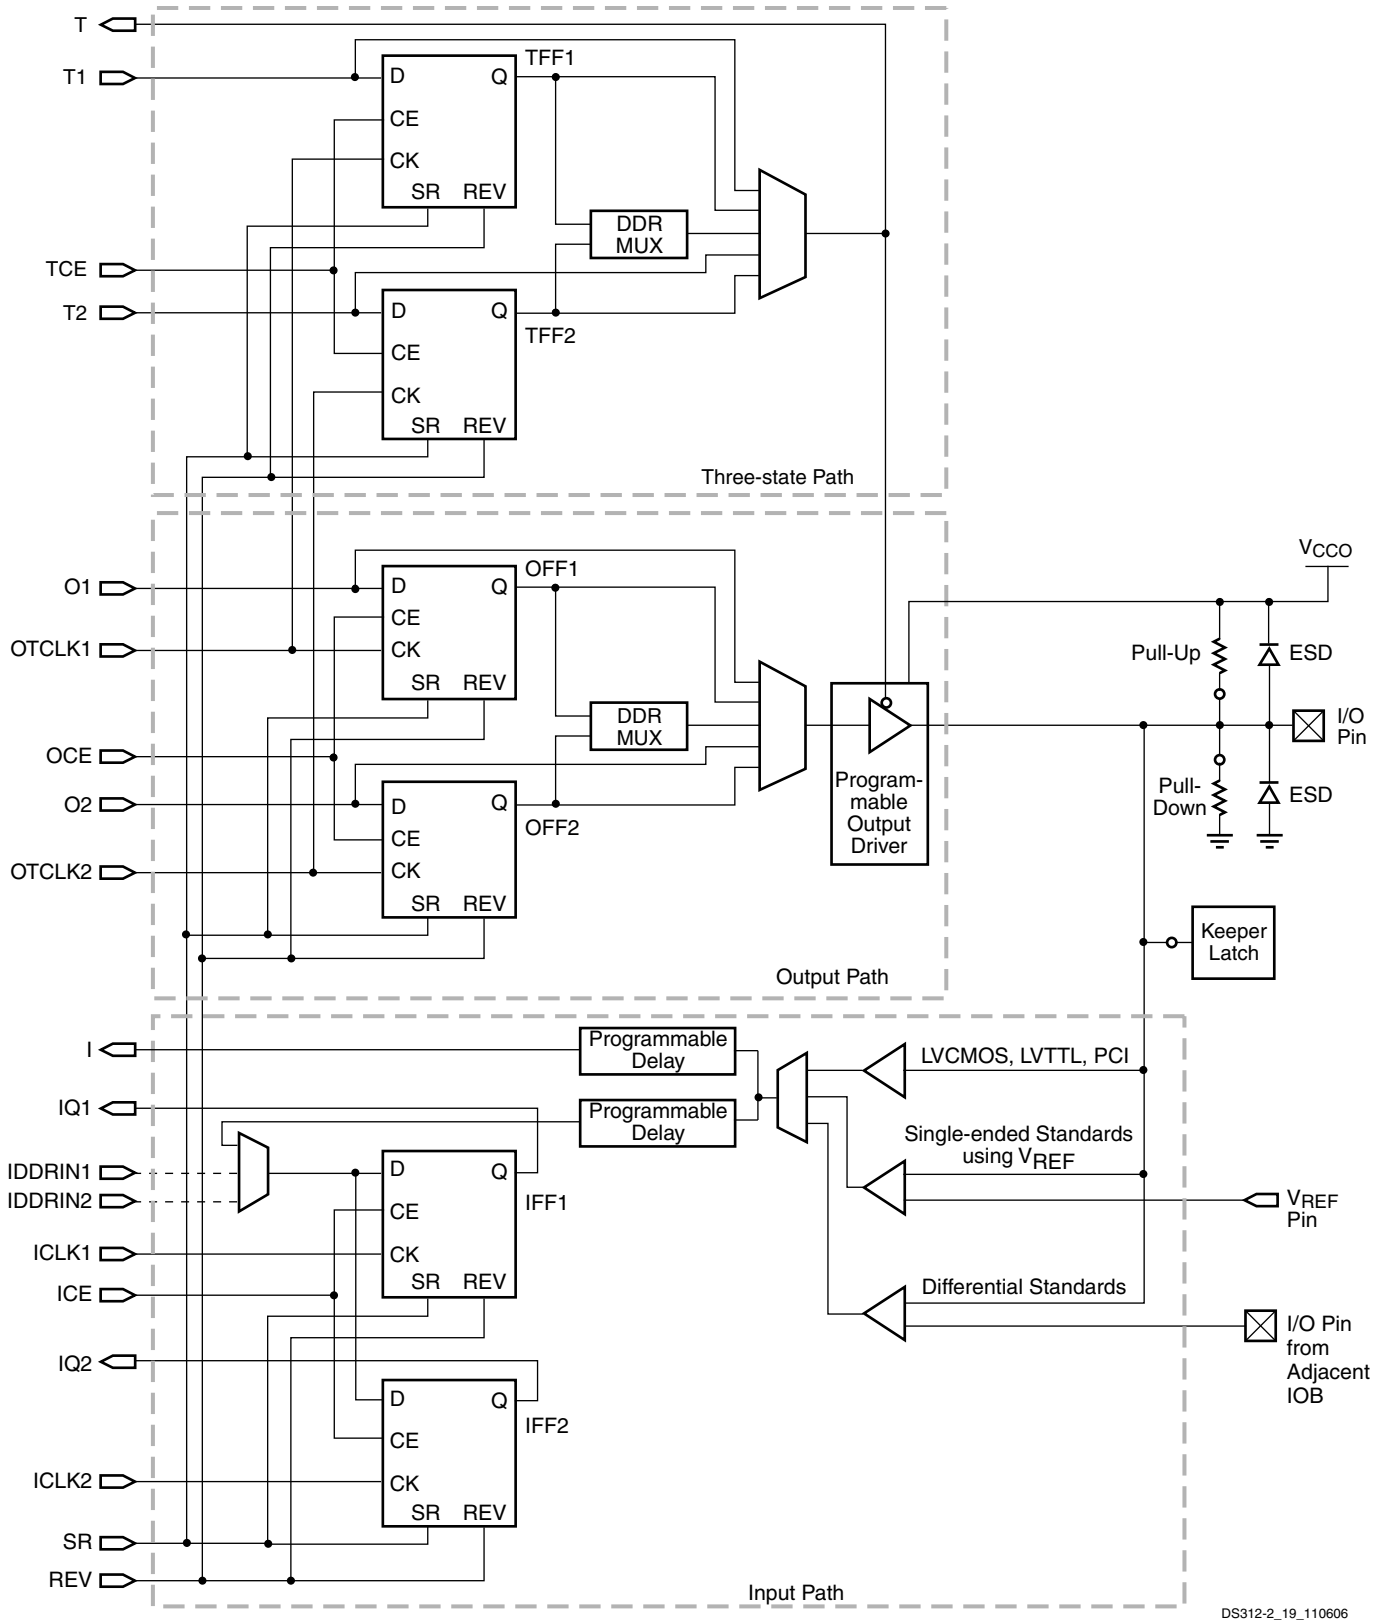 T
T1
D
Q
TFF1
CE
CK
SR
REV
DDR
MUX
TCE
T2
D
Q
TFF2
CE
CK
SR
REV
Three-state Path
VCCO
O1
D
Q
OFF1
CE
OTCLK1
CK
SR
REV
Pull-Up
ESD
DDR
MUX
I/O
Pin
OCE
O2
D
Q
OFF2
CE
OTCLK2
CK
SR
REV
Program-
mable
Output
Driver
Pull-
Down
ESD
Keeper
Latch
Output Path
I
Programmable
Delay
LVCMOS, LVTTL, PCI
IQ1
Programmable
Delay
Single-ended Standards
using VREF
IDDRIN1
IDDRIN2
D
Q
IFF1
CE
VREF
Pin
ICLK1
CK
SR
REV
ICE
Differential Standards
I/O Pin
from
Adjacent
IOB
IQ2
D
Q
IFF2
CE
ICLK2
CK
SR
REV
SR
REV
Input Path
DS312-2_19_110606